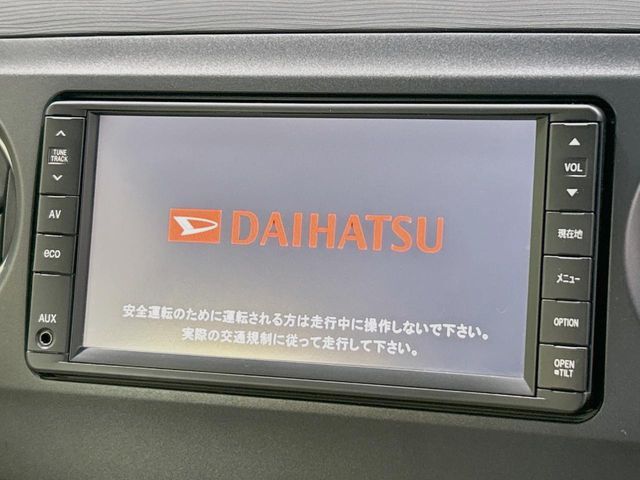 TUNE
TRACK
AV
eco
AUX
DAIHATSU
安全運転のために運転される方は走行中に操作しないで下さい。
実際の交通規制に従って走行して下さい。
VOL
現在地
メニュー
OPTION
OPEN
TILT